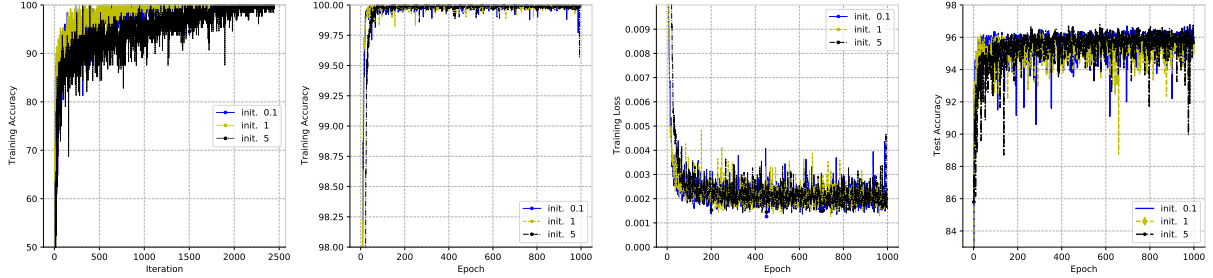 100
90
80
70
60
50
Training Accuracy
init. 0.1
init. 1
init. 5
0 500 1000 1500 2000 2500
Iteration
100.00
99.75
99.50
99.25
99.00
98.75
98.50
98.25
98.00
Training Accuracy
init. 0.1
init. 1
init. 5
0 200 400 600 800 1000
Epoch
0.009
0.008
0.007
0.006
0.005
0.004
0.003
0.002
0.001
0.000
Training Loss
init. 0.1
init. 1
init. 5
0 200 400 600 800 1000
Epoch
98
96
94
92
90
88
86
84
Test Accuracy
init. 0.1
init. 1
init. 5
0 200 400 600 800 1000
Epoch